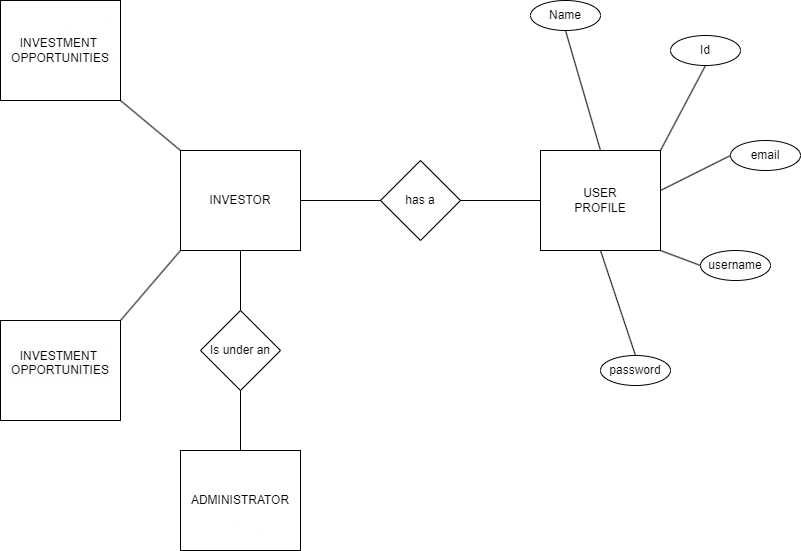 Name
INVESTMENT
OPPORTUNITIES
Id
email
INVESTOR
has a
USER
PROFILE
username
Is under an
INVESTMENT
OPPORTUNITIES
password
ADMINISTRATOR